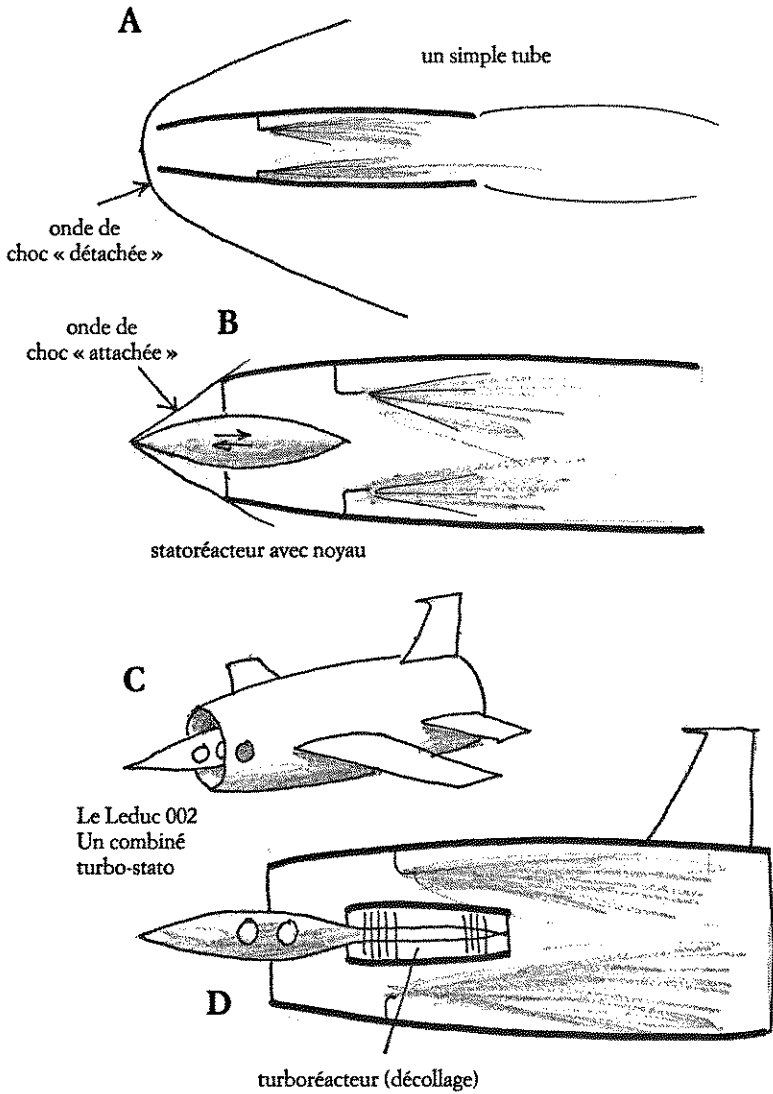 A
un simple tube
onde de
choc « détachée »
B
onde de
choc « attachée »
statoréacteur avec noyau
C
Le Leduc 002
Un combiné
turbo-stato
D
turboréacteur (décollage)